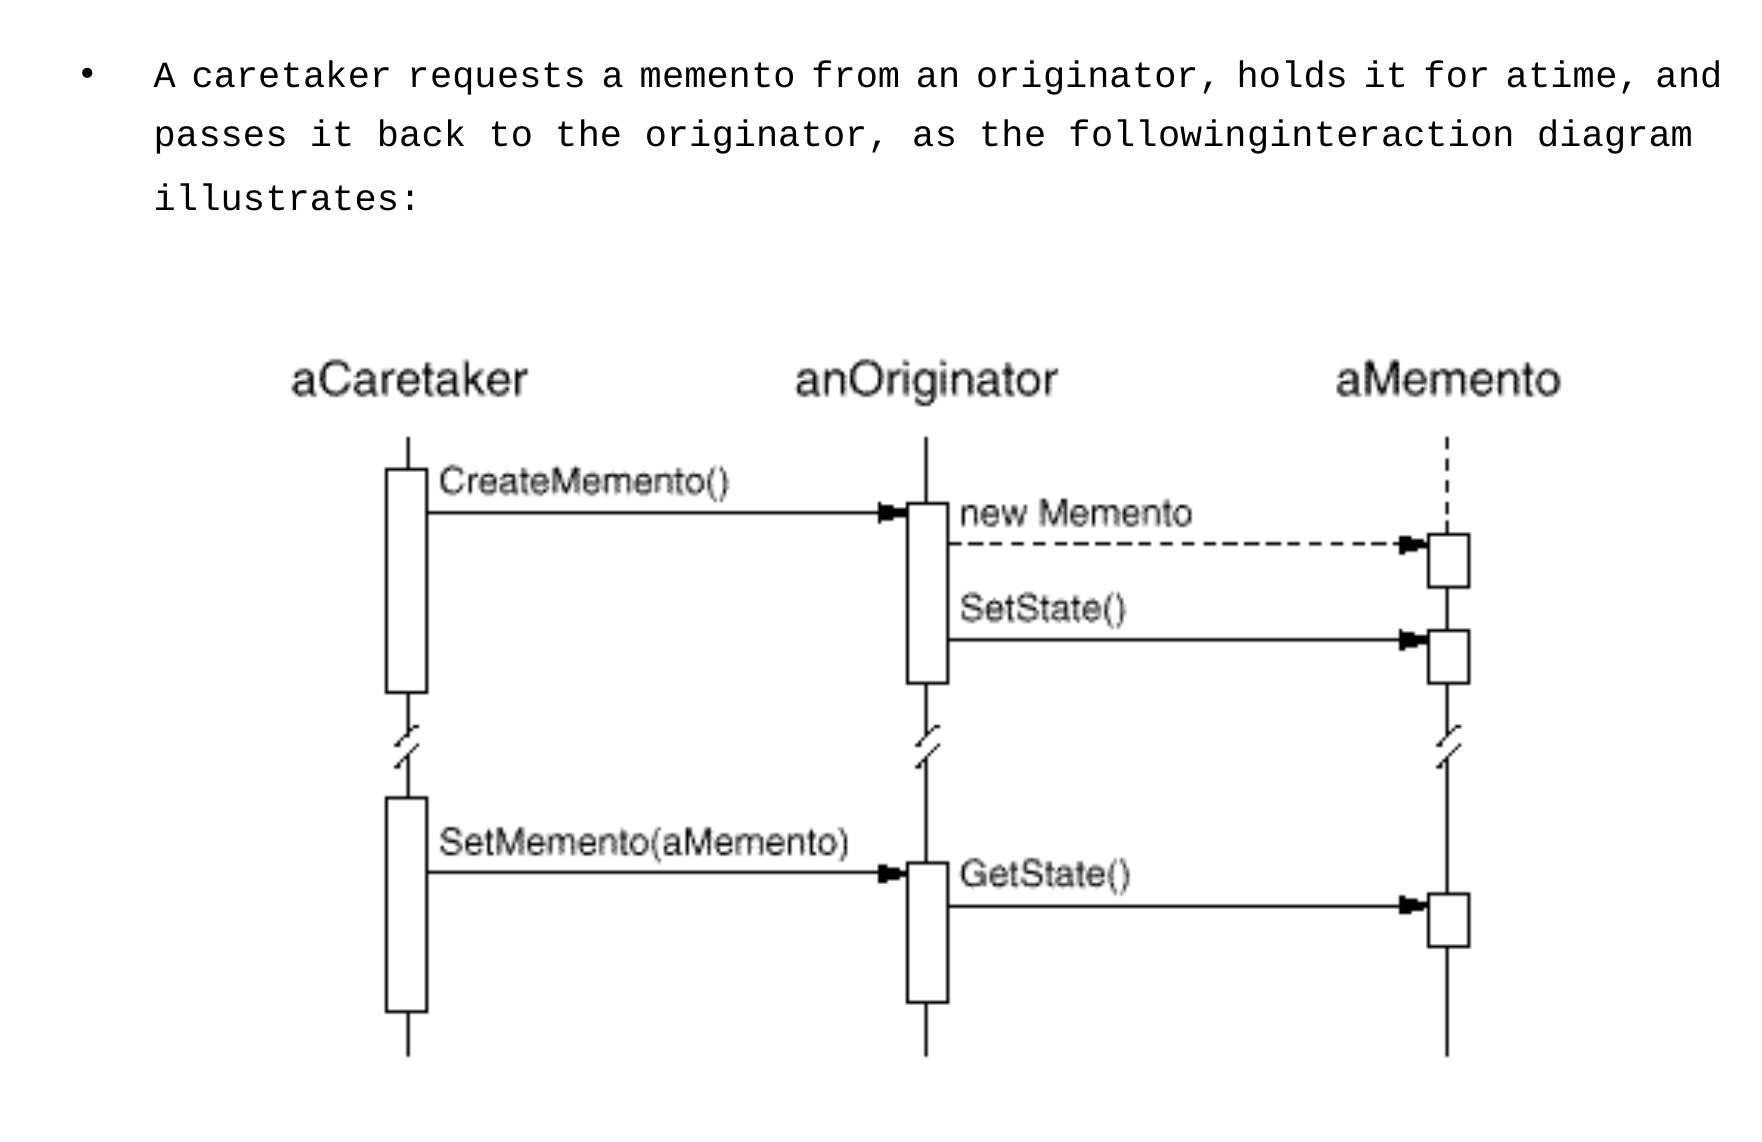 • A caretaker requests a memento from an originator, holds it for atime, and
passes it back to the originator, as the followinginteraction diagram
illustrates:
aCaretaker anOriginator aMemento
CreateMemento()
new Memento
SetState()
SetMemento(aMemento)
GetState()